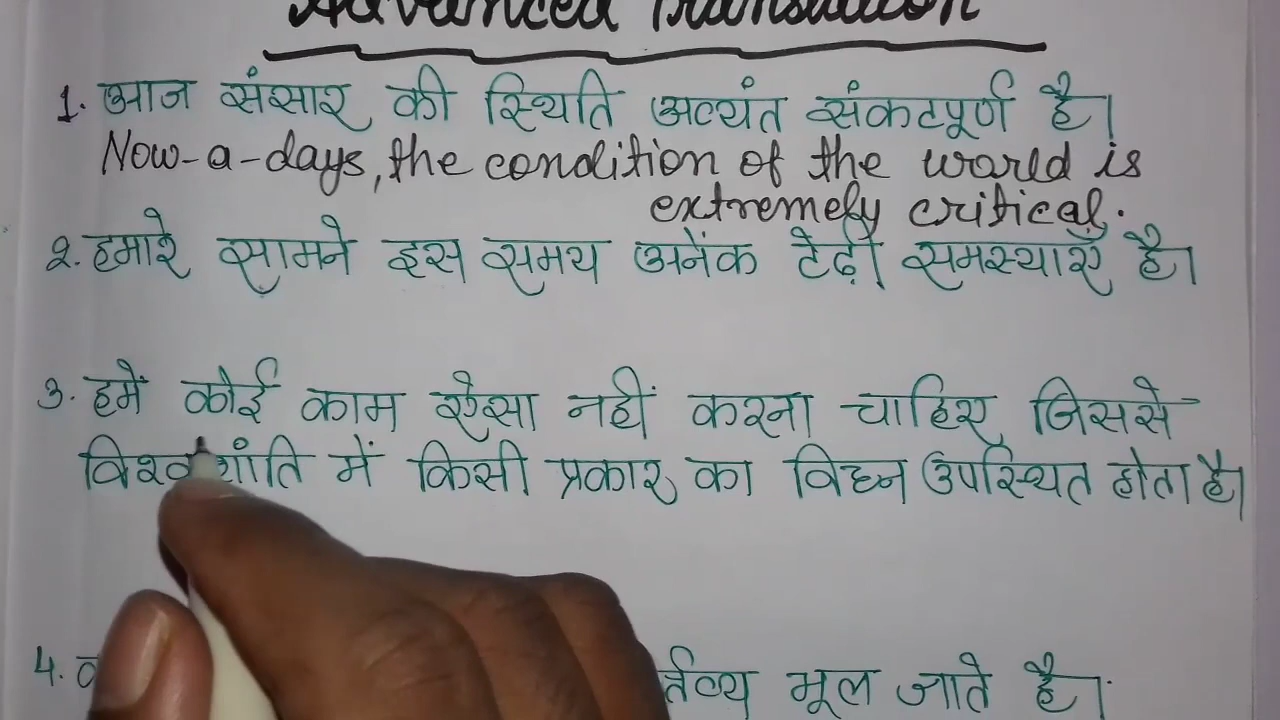 Advanced Translation
1. आज संसार की स्थिति अत्यंत संकटपूर्ण है।
Now-a-days, the condition of the world is
extremely critical.
2. हमारे सामने इस समय अनेंक टेढ़ी समस्याएँ है।
3. हमें कोई काम ऐसा नहीं करना चाहिए जिससे
विश्वशांति में किसी प्रकार का विघ्न उपस्थित होता है।
4. मूल जाते है।